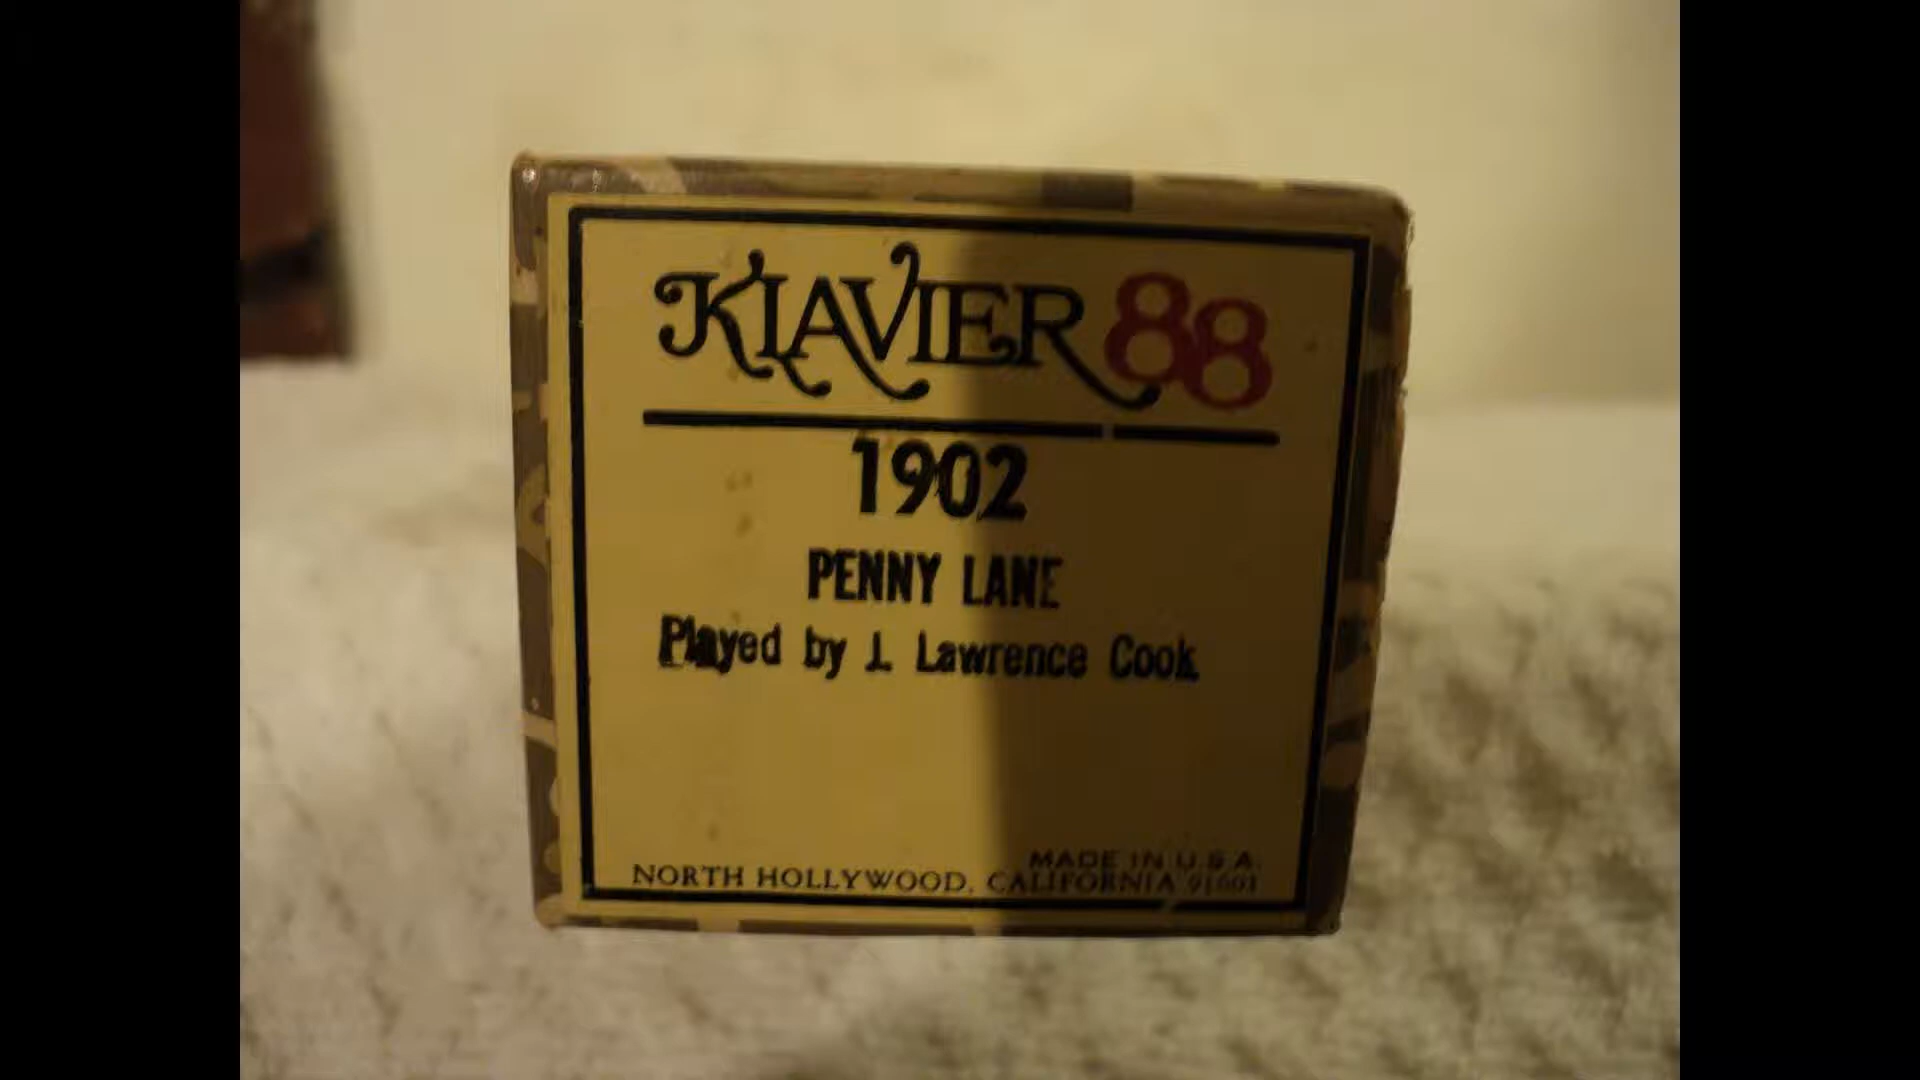 KLAVIER 88
1902
PENNY LANE
Played by J. Lawrence Cook
MADE IN U.S.A.
NORTH HOLLYWOOD, CALIFORNIA